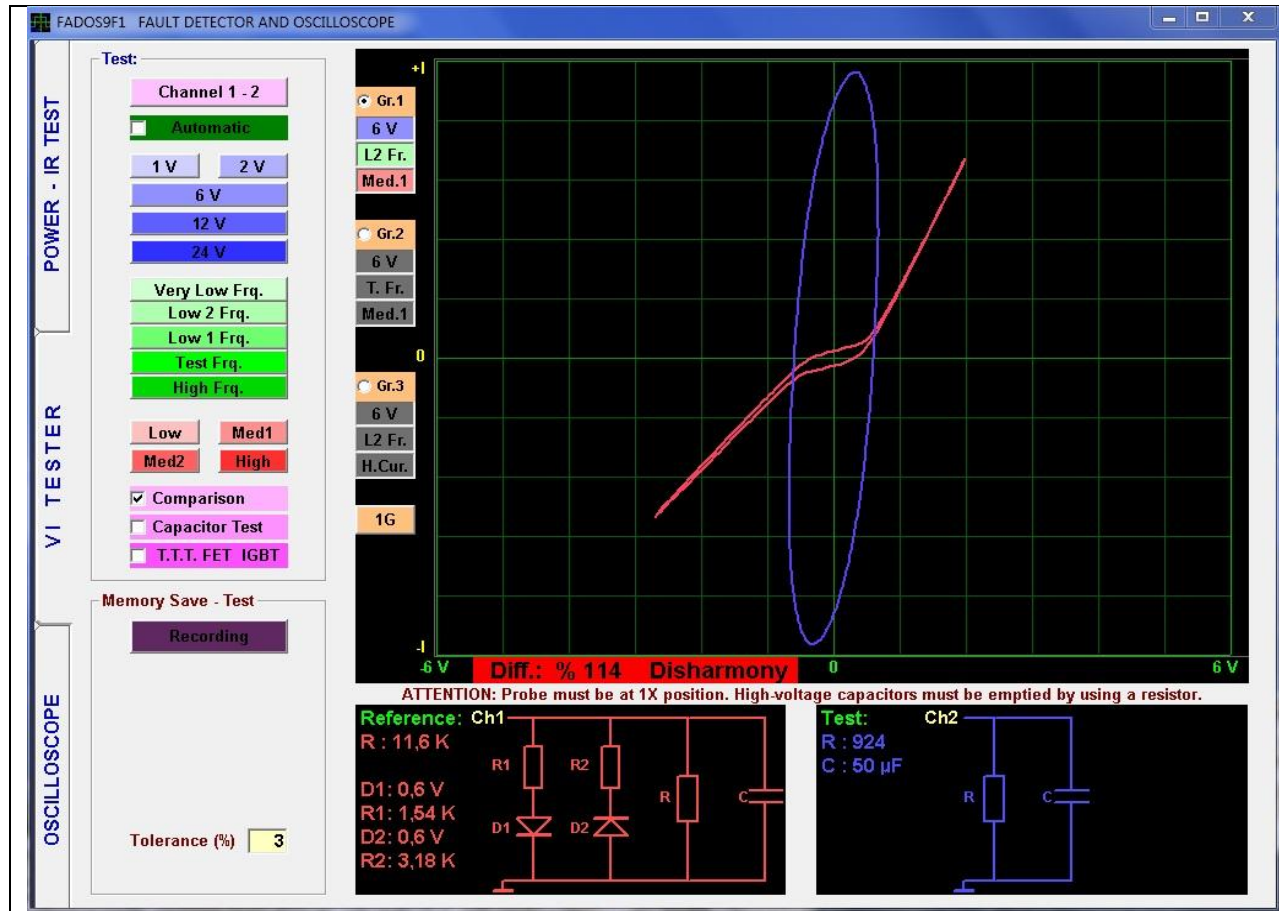 FADOS9F1 FAULT DETECTOR AND OSCILLOSCOPE
POWER - IR TEST
VI TESTER
OSCILLOSCOPE
Test:
Channel 1 - 2
Automatic
1 V 2 V
6 V
12 V
24 V
Very Low Frq.
Low 2 Frq.
Low 1 Frq.
Test Frq.
High Frq.
Low Med1
Med2 High
Comparison
Capacitor Test
T.T.T. FET IGBT
Memory Save - Test
Recording
Tolerance (%) 3
Gr.1
6 V
L2 Fr.
Med.1
Gr.2
6 V
T. Fr.
Med.1
Gr.3
6 V
L2 Fr.
H.Cur.
1G
+I
0
-I
-6 V 0 6 V
Diff.: % 114 Disharmony
ATTENTION: Probe must be at 1X position. High-voltage capacitors must be emptied by using a resistor.
Reference: Ch1
R : 11,6 K
D1: 0,6 V
R1: 1,54 K
D2: 0,6 V
R2: 3,18 K
R1 R2 R C
D1 D2
Test: Ch2
R : 924
C : 50 µF
R C